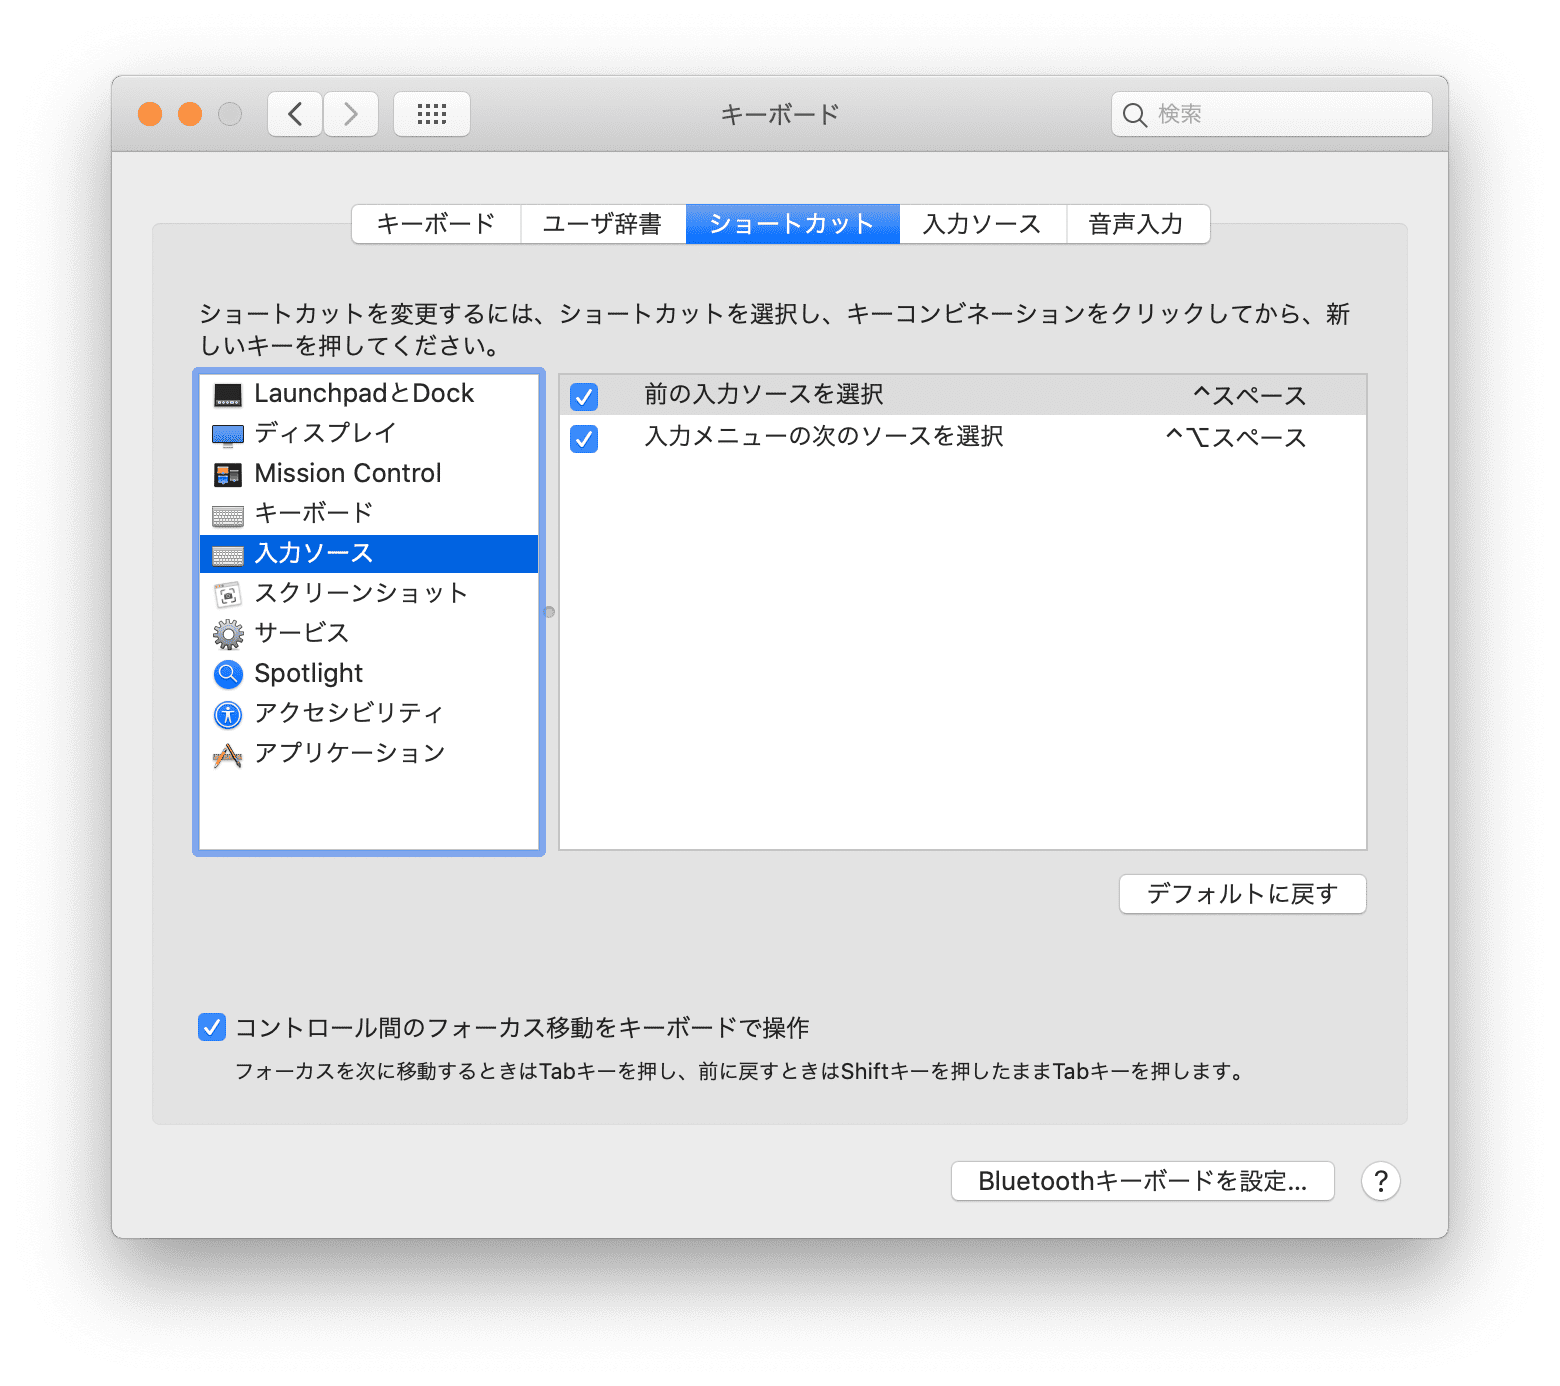 キーボード
検索
キーボード
ユーザ辞書
ショートカット
入力ソース
音声入力
ショートカットを変更するには、ショートカットを選択し、キーコンビネーションをクリックしてから、新
しいキーを押してください。
LaunchpadとDock
ディスプレイ
Mission Control
キーボード
入力ソース
スクリーンショット
サービス
Spotlight
アクセシビリティ
アプリケーション
前の入力ソースを選択 ^スペース
入力メニューの次のソースを選択 ^⌥スペース
デフォルトに戻す
コントロール間のフォーカス移動をキーボードで操作
フォーカスを次に移動するときはTabキーを押し、前に戻すときはShiftキーを押したままTabキーを押します。
Bluetoothキーボードを設定...
?